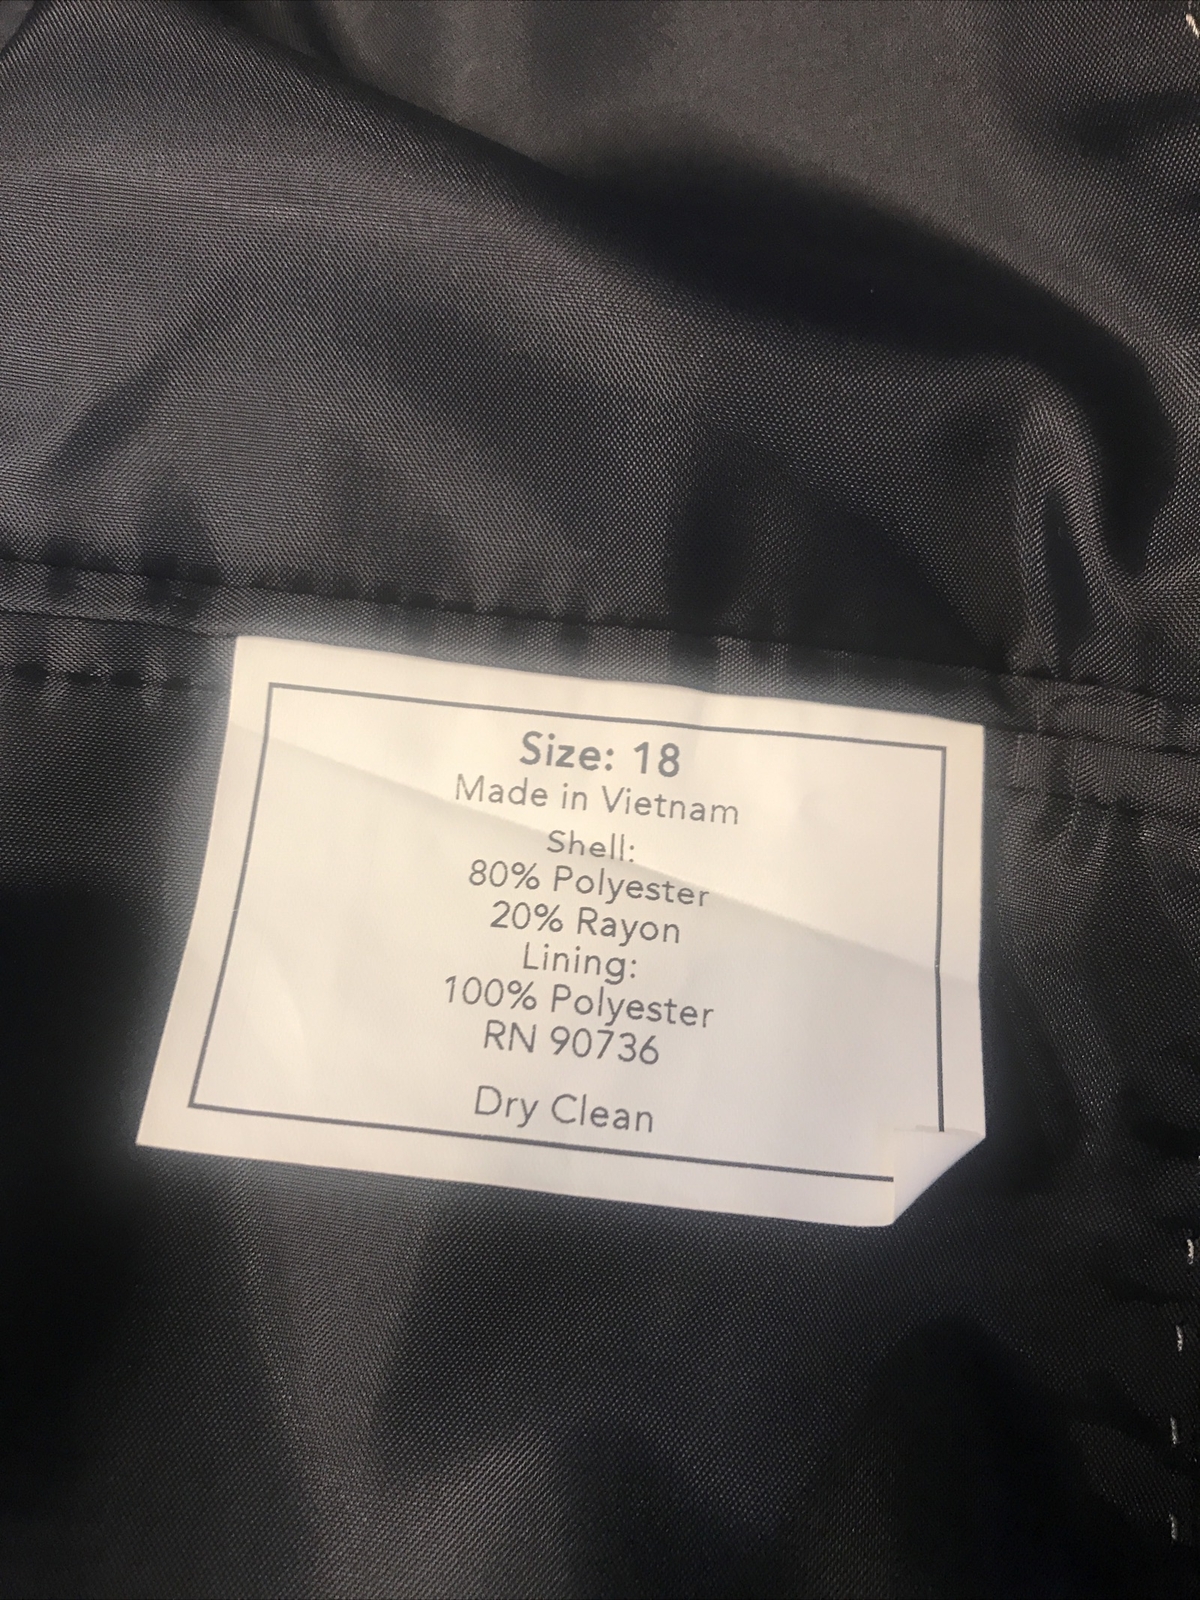 Size: 18
Made in Vietnam
Shell:
80% Polyester
20% Rayon
Lining:
100% Polyester
RN 90736
Dry Clean